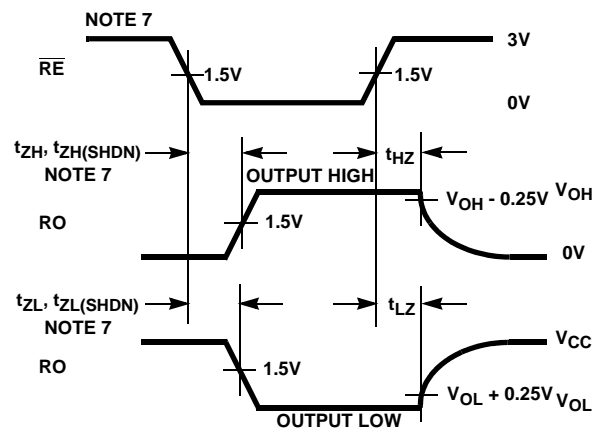 NOTE 7
3V
RE
1.5V
1.5V
0V
tZH, tZH(SHDN)
NOTE 7
tHZ
OUTPUT HIGH
VOH - 0.25V
VOH
RO
1.5V
0V
tZL, tZL(SHDN)
NOTE 7
tLZ
VCC
RO
1.5V
VOL + 0.25V
VOL
OUTPUT LOW